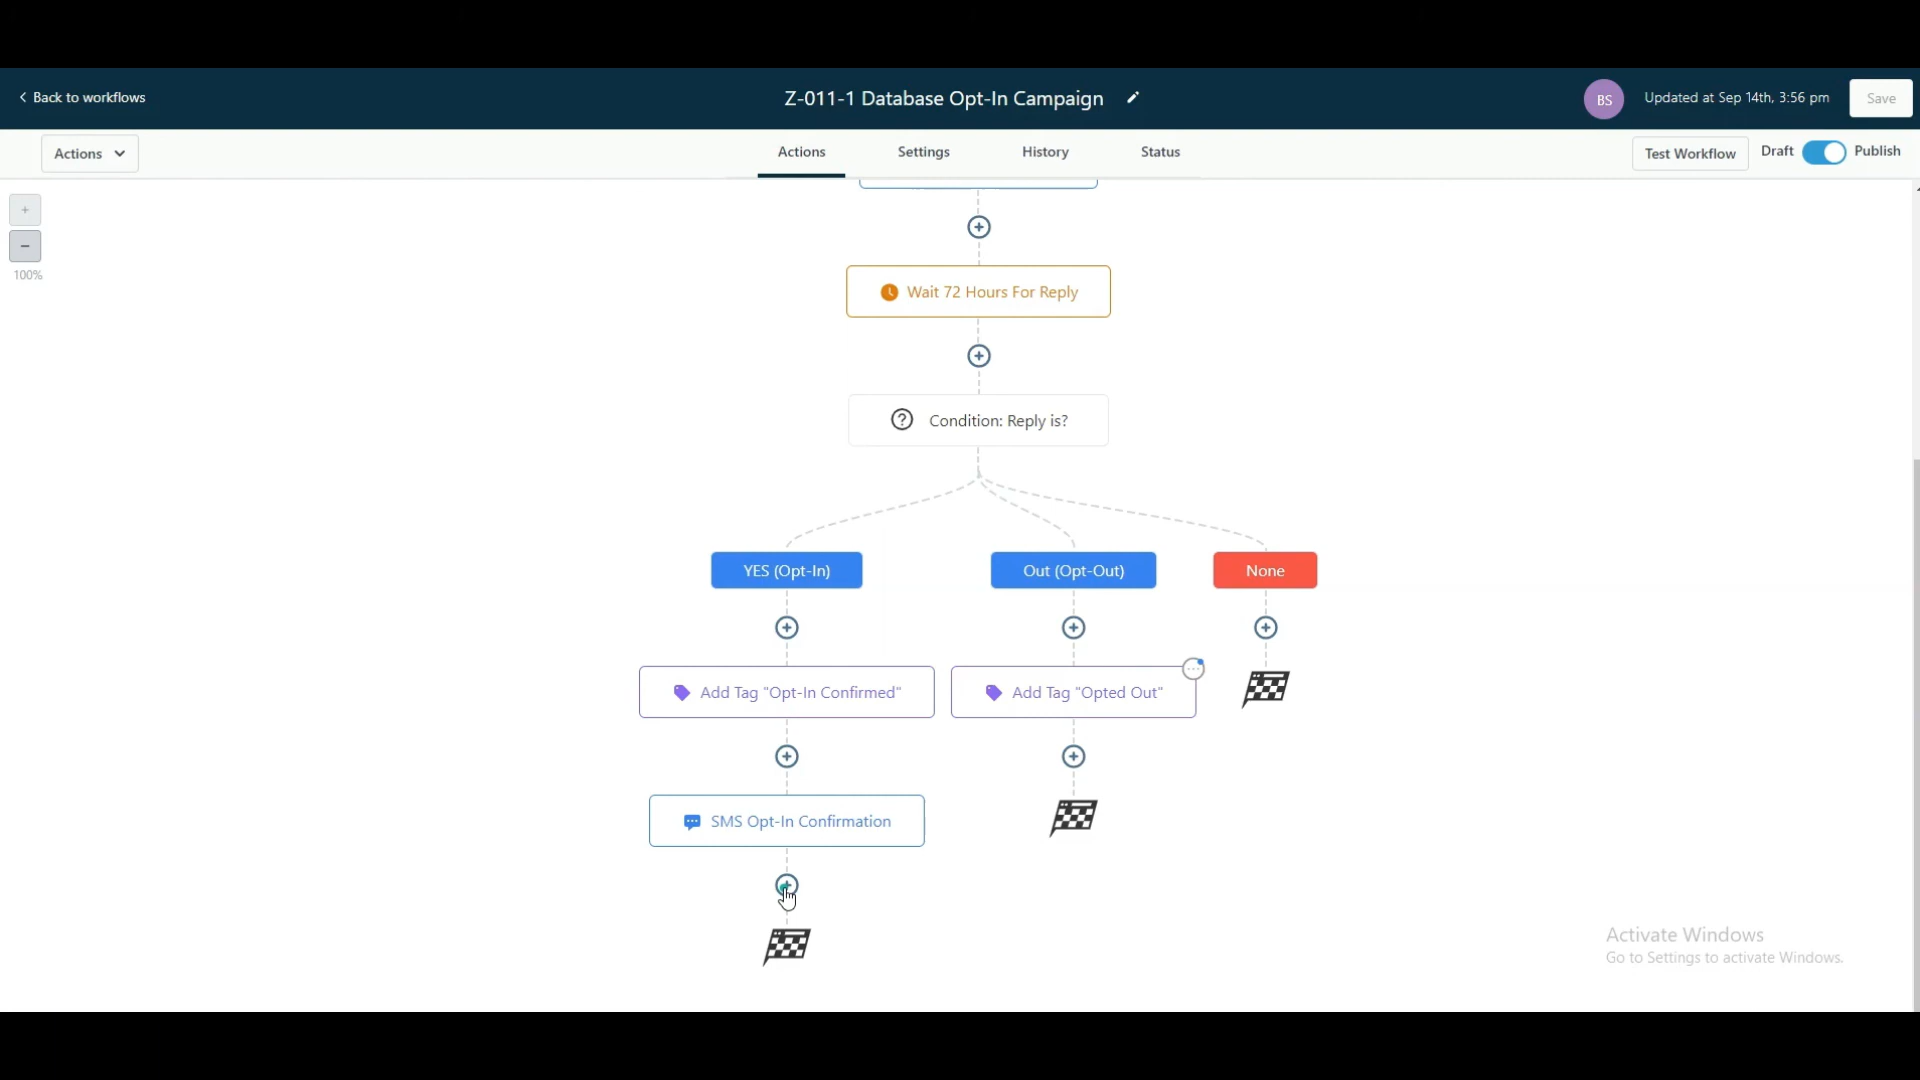 Back to workflows
Z-011-1 Database Opt-In Campaign
BS
Updated at Sep 14th, 3:56 pm
Save
Actions
Actions
Settings
History
Status
Test Workflow
Draft
Publish
+
−
100%
Wait 72 Hours For Reply
Condition: Reply is?
YES (Opt-In)
Out (Opt-Out)
None
Add Tag "Opt-In Confirmed"
Add Tag "Opted Out"
SMS Opt-In Confirmation
Activate Windows
Go to Settings to activate Windows.